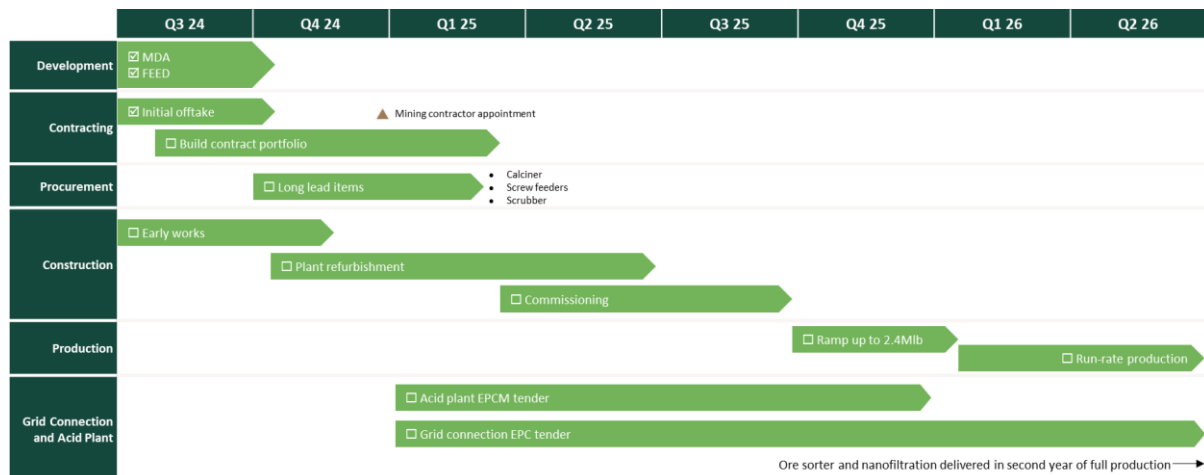 Q3 24 Q4 24 Q1 25 Q2 25 Q3 25 Q4 25 Q1 26 Q2 26
Development
☑ MDA
☑ FEED
Contracting
☑ Initial offtake
▲ Mining contractor appointment
☐ Build contract portfolio
Procurement
☐ Long lead items
• Calciner
• Screw feeders
• Scrubber
Construction
☐ Early works
☐ Plant refurbishment
☐ Commissioning
Production
☐ Ramp up to 2.4Mlb
☐ Run-rate production
Grid Connection
and Acid Plant
☐ Acid plant EPCM tender
☐ Grid connection EPC tender
Ore sorter and nanofiltration delivered in second year of full production